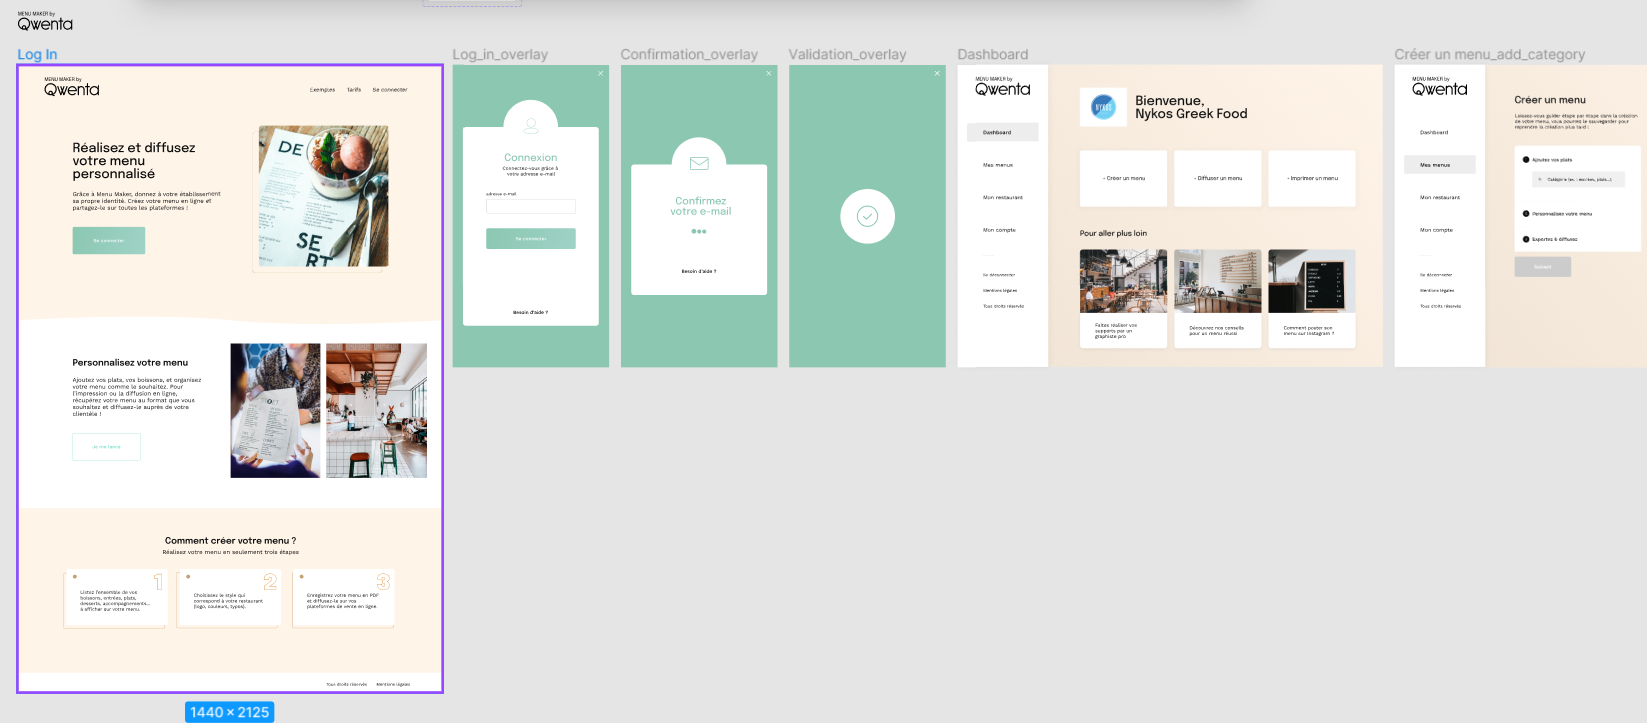 MENU MAKER by
Qwenta
Log In
MENU MAKER by
Qwenta
Exemples Tarifs Se connecter
Réalisez et diffusez
votre menu
personnalisé
Grâce à Menu Maker, donnez à votre établissement
sa propre identité. Créez votre menu en ligne et
partagez-le sur toutes les plateformes !
Se connecter
DE
SE
RT
Personnalisez votre menu
Ajoutez vos plats, vos boissons, et organisez
votre menu comme le souhaitez. Pour
l'impression ou la diffusion en ligne,
récupérez votre menu au format que vous
souhaitez et diffusez-le auprès de votre
clientèle !
Je me lance
Comment créer votre menu ?
Réalisez votre menu en seulement trois étapes
1
Listez l'ensemble de vos
boissons, entrées, plats,
desserts, accompagnements...
à afficher sur votre menu.
2
Choisissez le style qui
correspond à votre restaurant
(logo, couleurs, typos).
3
Enregistrez votre menu en PDF
et diffusez-le sur vos
plateformes de vente en ligne.
Tous droits réservés Mentions légales
1440 × 2125
Log_in_overlay
Connexion
Connectez-vous grâce à
votre adresse e-mail
adresse e-mail
Se connecter
Besoin d'aide ?
Confirmation_overlay
Confirmez
votre e-mail
Besoin d'aide ?
Validation_overlay
Dashboard
MENU MAKER by
Qwenta
Dashboard
Mes menus
Mon restaurant
Mon compte
Se déconnecter
Mentions légales
Tous droits réservés
NYKOS
Bienvenue,
Nykos Greek Food
+ Créer un menu
+ Diffuser un menu
+ Imprimer un menu
Pour aller plus loin
Faites réaliser vos
supports par un
graphiste pro
Découvrez nos conseils
pour un menu réussi
Comment poster son
menu sur Instagram ?
Créer un menu_add_category
MENU MAKER by
Qwenta
Dashboard
Mes menus
Mon restaurant
Mon compte
Se déconnecter
Mentions légales
Tous droits réservés
Créer un menu
Laissez-vous guider étape par étape dans la création
de votre menu, vous pourrez le sauvegarder pour
reprendre la création plus tard !
Ajoutez vos plats
+ Catégorie (ex. : entrées, plats...)
Personnalisez votre menu
Exportez & diffusez
Suivant